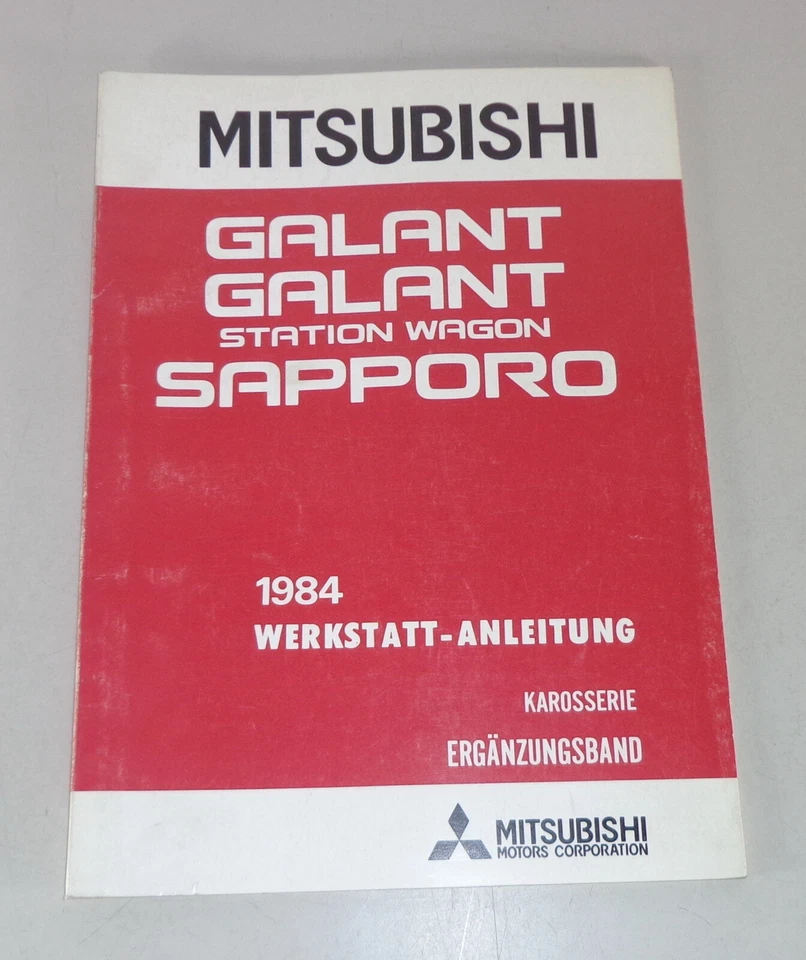 MITSUBISHI
GALANT
GALANT
STATION WAGON
SAPPORO
1984
WERKSTATT-ANLEITUNG
KAROSSERIE
ERGÄNZUNGSBAND
MITSUBISHI
MOTORS CORPORATION